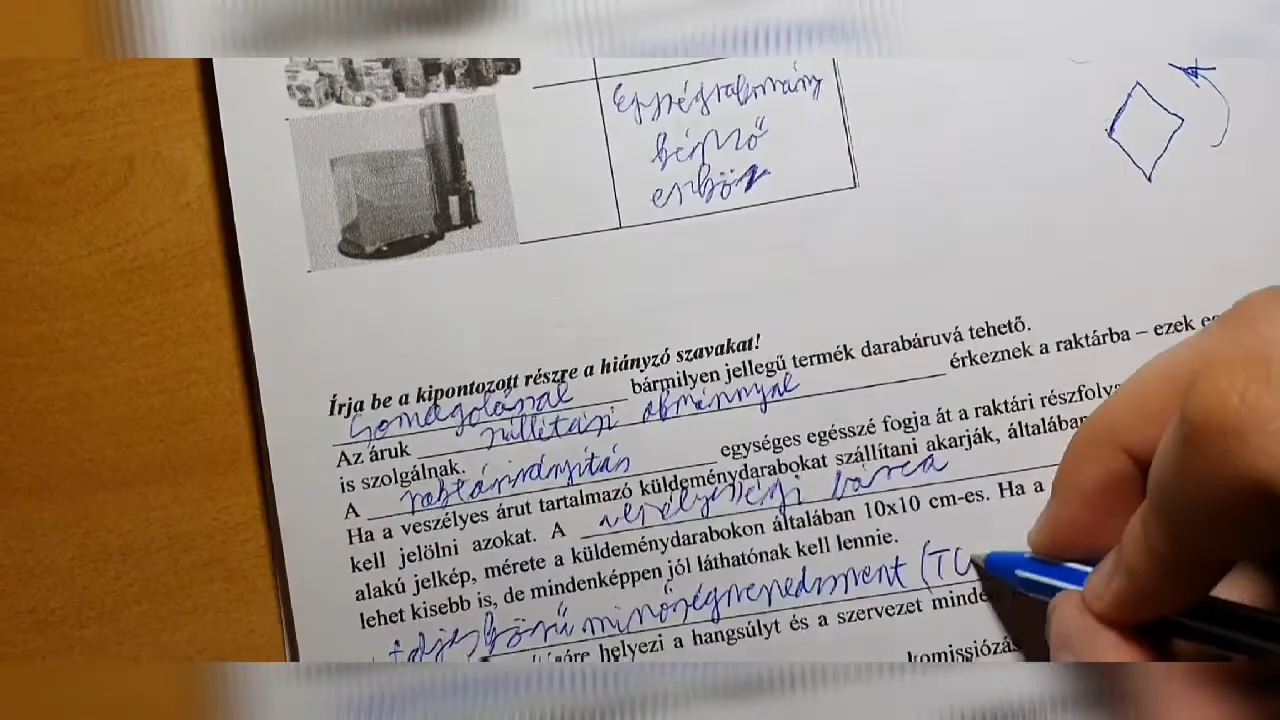 Egységrakomány
képző
eszköz
Írja be a kipontozott részre a hiányzó szavakat!
Csomagolással bármilyen jellegű termék darabáruvá tehető.
Az áruk szállítási okmánnyal érkeznek a raktárba – ezek
is szolgálnak.
A raktárirányítás egységes egésszé fogja át a raktári részfolya
Ha a veszélyes árut tartalmazó küldeménydarabokat szállítani akarják, általában
kell jelölni azokat. A veszélyességi bárca
alakú jelkép, mérete a küldeménydarabokon általában 10x10 cm-es. Ha a
lehet kisebb is, de mindenképpen jól láthatónak kell lennie.
teljeskörű minőségmenedzsment (TQ
helyezi a hangsúlyt és a szervezet minden
komissiózás